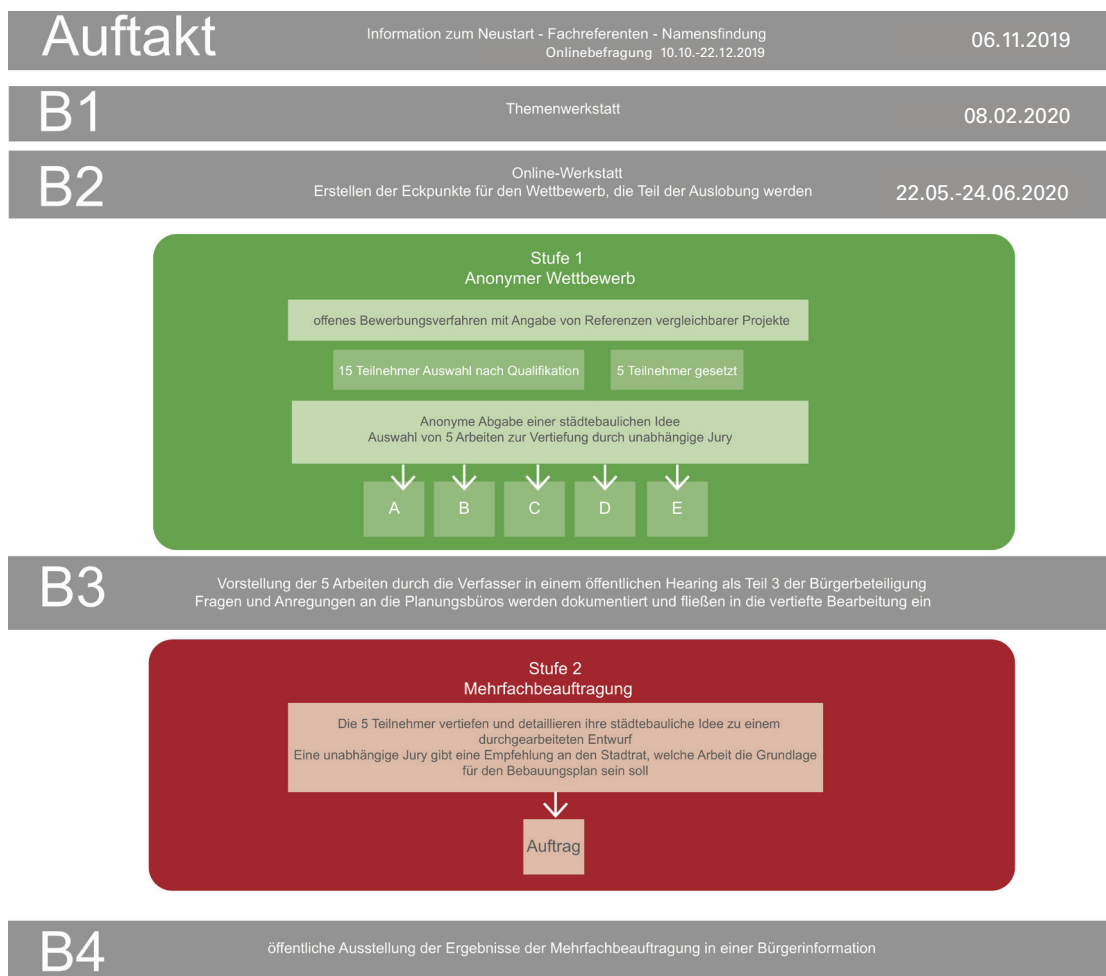 Auftakt
Information zum Neustart - Fachreferenten - Namensfindung
Onlinebefragung 10.10.-22.12.2019
06.11.2019
B1
Themenwerkstatt
08.02.2020
B2
Online-Werkstatt
Erstellen der Eckpunkte für den Wettbewerb, die Teil der Auslobung werden
22.05.-24.06.2020
Stufe 1
Anonymer Wettbewerb
offenes Bewerbungsverfahren mit Angabe von Referenzen vergleichbarer Projekte
15 Teilnehmer Auswahl nach Qualifikation
5 Teilnehmer gesetzt
Anonyme Abgabe einer städtebaulichen Idee
Auswahl von 5 Arbeiten zur Vertiefung durch unabhängige Jury
A
B
C
D
E
B3
Vorstellung der 5 Arbeiten durch die Verfasser in einem öffentlichen Hearing als Teil 3 der Bürgerbeteiligung
Fragen und Anregungen an die Planungsbüros werden dokumentiert und fließen in die vertiefte Bearbeitung ein
Stufe 2
Mehrfachbeauftragung
Die 5 Teilnehmer vertiefen und detaillieren ihre städtebauliche Idee zu einem
durchgearbeiteten Entwurf
Eine unabhängige Jury gibt eine Empfehlung an den Stadtrat, welche Arbeit die Grundlage
für den Bebauungsplan sein soll
Auftrag
B4
öffentliche Ausstellung der Ergebnisse der Mehrfachbeauftragung in einer Bürgerinformation